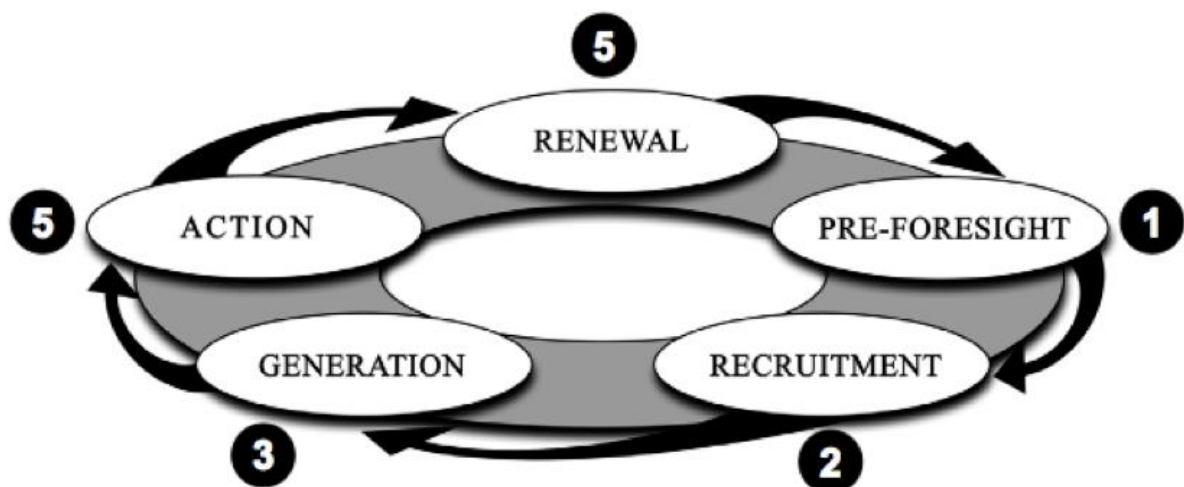 5
RENEWAL
5
ACTION
PRE-FORESIGHT
1
GENERATION
RECRUITMENT
3
2